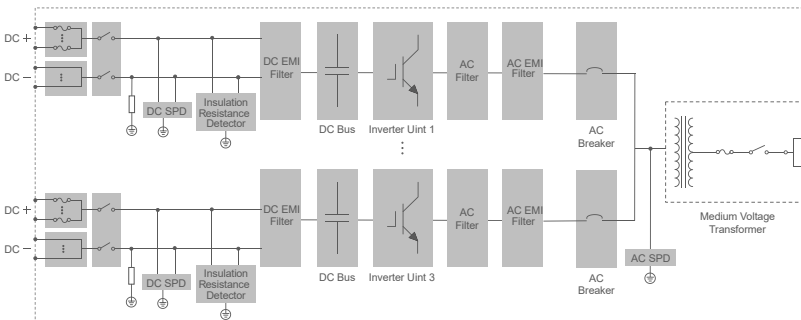 DC +
DC −
DC SPD
Insulation
Resistance
Detector
DC EMI
Filter
DC Bus
Inverter Uint 1
AC
Filter
AC EMI
Filter
AC
Breaker
Medium Voltage
Transformer
DC +
DC −
DC SPD
Insulation
Resistance
Detector
DC EMI
Filter
DC Bus
Inverter Uint 3
AC
Filter
AC EMI
Filter
AC
Breaker
AC SPD